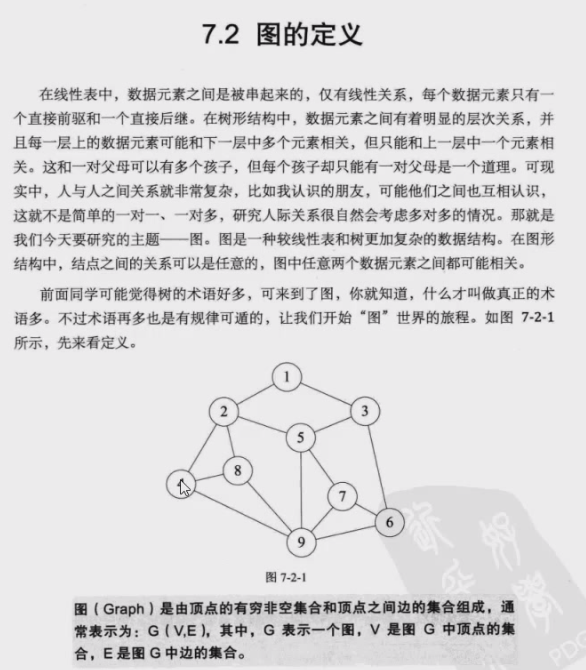 7.2 图的定义
在线性表中，数据元素之间是被串起来的，仅有线性关系，每个数据元素只有一
个直接前驱和一个直接后继。在树形结构中，数据元素之间有着明显的层次关系，并
且每一层上的数据元素可能和下一层中多个元素相关，但只能和上一层中一个元素相
关。这和一对父母可以有多个孩子，但每个孩子却只能有一对父母是一个道理。可现
实中，人与人之间关系就非常复杂，比如我认识的朋友，可能他们之间也互相认识，
这就不是简单的一对一、一对多，研究人际关系很自然会考虑多对多的情况。那就是
我们今天要研究的主题——图。图是一种较线性表和树更加复杂的数据结构。在图形
结构中，结点之间的关系可以是任意的，图中任意两个数据元素之间都可能相关。
前面同学可能觉得树的术语好多，可来到了图，你就知道，什么才叫做真正的术
语多。不过术语再多也是有规律可遁的，让我们开始“图”世界的旅程。如图 7-2-1
所示，先来看定义。
1
2
3
5
8
7
6
9
图 7-2-1
图（Graph）是由顶点的有穷非空集合和顶点之间边的集合组成，通
常表示为：G（V,E），其中，G 表示一个图，V 是图 G 中顶点的集
合，E 是图 G 中边的集合。